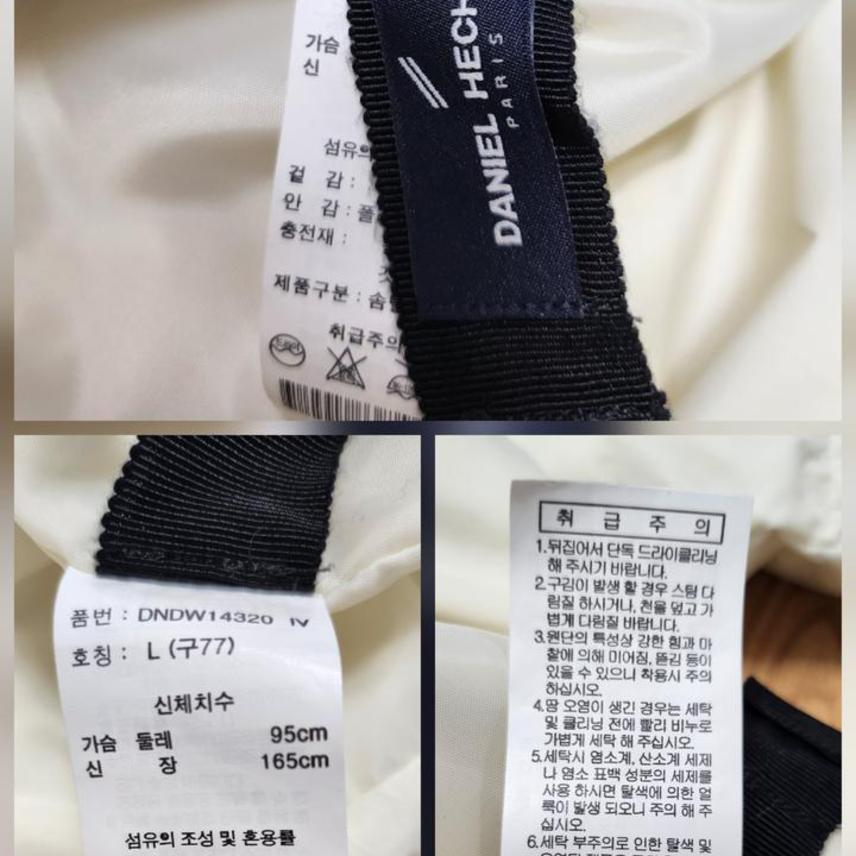 가슴
신
섬유의
겉 감 :
안 감 : 폴
충전재 :
제품구분 : 솜
취급주의
DANIEL HECH
PARIS
품번 : DNDW14320 IV
호칭 : L (구77)
신체치수
가슴 둘레 95cm
신 장 165cm
섬유의 조성 및 혼용률
취 급 주 의
1.뒤집어서 단독 드라이클리닝
해 주시기 바랍니다.
2.구김이 발생 할 경우 스팀 다
림질 하시거나, 천을 덮고 가
볍게 다림질 바랍니다.
3.원단의 특성상 강한 힘과 마
찰에 의해 미어짐, 뜯김 등이
있을 수 있으니 착용시 주의
하십시오.
4.땀 오염이 생긴 경우는 세탁
및 클리닝 전에 빨리 비누로
가볍게 세탁 해 주십시오.
5.세탁시 염소계, 산소계 세제
나 염소 표백 성분의 세제를
사용 하시면 탈색에 의한 얼
룩이 발생 되오니 주의 해 주
십시오.
6.세탁 부주의로 인한 탈색 및